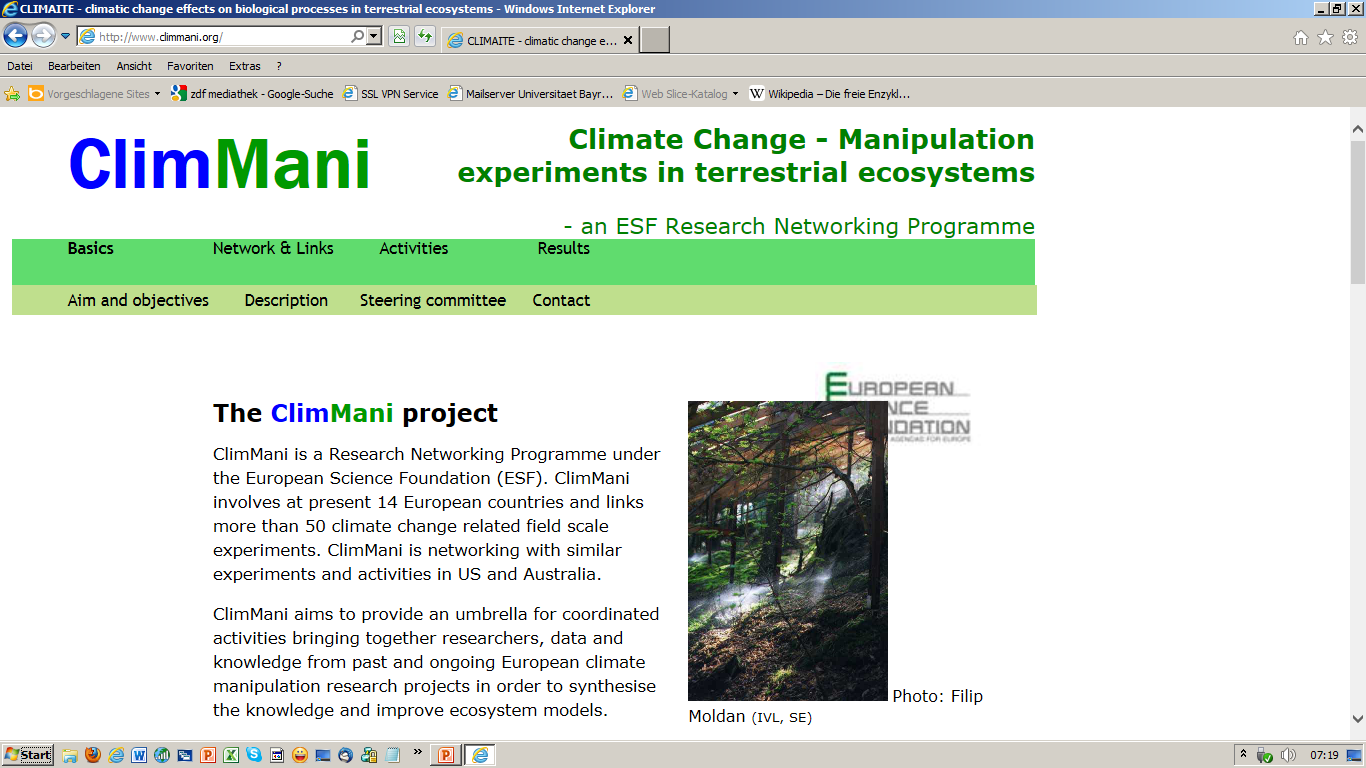 CLIMAITE - climatic change effects on biological processes in terrestrial ecosystems - Windows Internet Explorer
http://www.climmani.org/
CLIMAITE - climatic change e...
Datei Bearbeiten Ansicht Favoriten Extras ?
Vorgeschlagene Sites zdf mediathek - Google-Suche SSL VPN Service Mailserver Universitaet Bayr... Web Slice-Katalog W Wikipedia – Die freie Enzykl...
ClimMani
Climate Change - Manipulation
experiments in terrestrial ecosystems
- an ESF Research Networking Programme
Basics Network & Links Activities Results
Aim and objectives Description Steering committee Contact
The ClimMani project
ClimMani is a Research Networking Programme under
the European Science Foundation (ESF). ClimMani
involves at present 14 European countries and links
more than 50 climate change related field scale
experiments. ClimMani is networking with similar
experiments and activities in US and Australia.
ClimMani aims to provide an umbrella for coordinated
activities bringing together researchers, data and
knowledge from past and ongoing European climate
manipulation research projects in order to synthesise
the knowledge and improve ecosystem models.
EUROPEAN
Photo: Filip
Moldan (IVL, SE)
Start
07:19